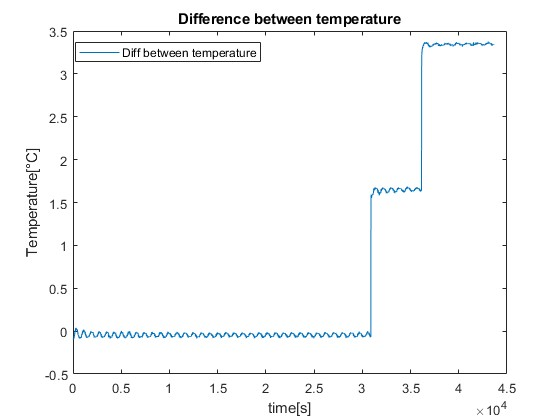 Difference between temperature
Diff between temperature
Temperature[°C]
3.5
3
2.5
2
1.5
1
0.5
0
-0.5
0 0.5 1 1.5 2 2.5 3 3.5 4 4.5
time[s]
×10⁴